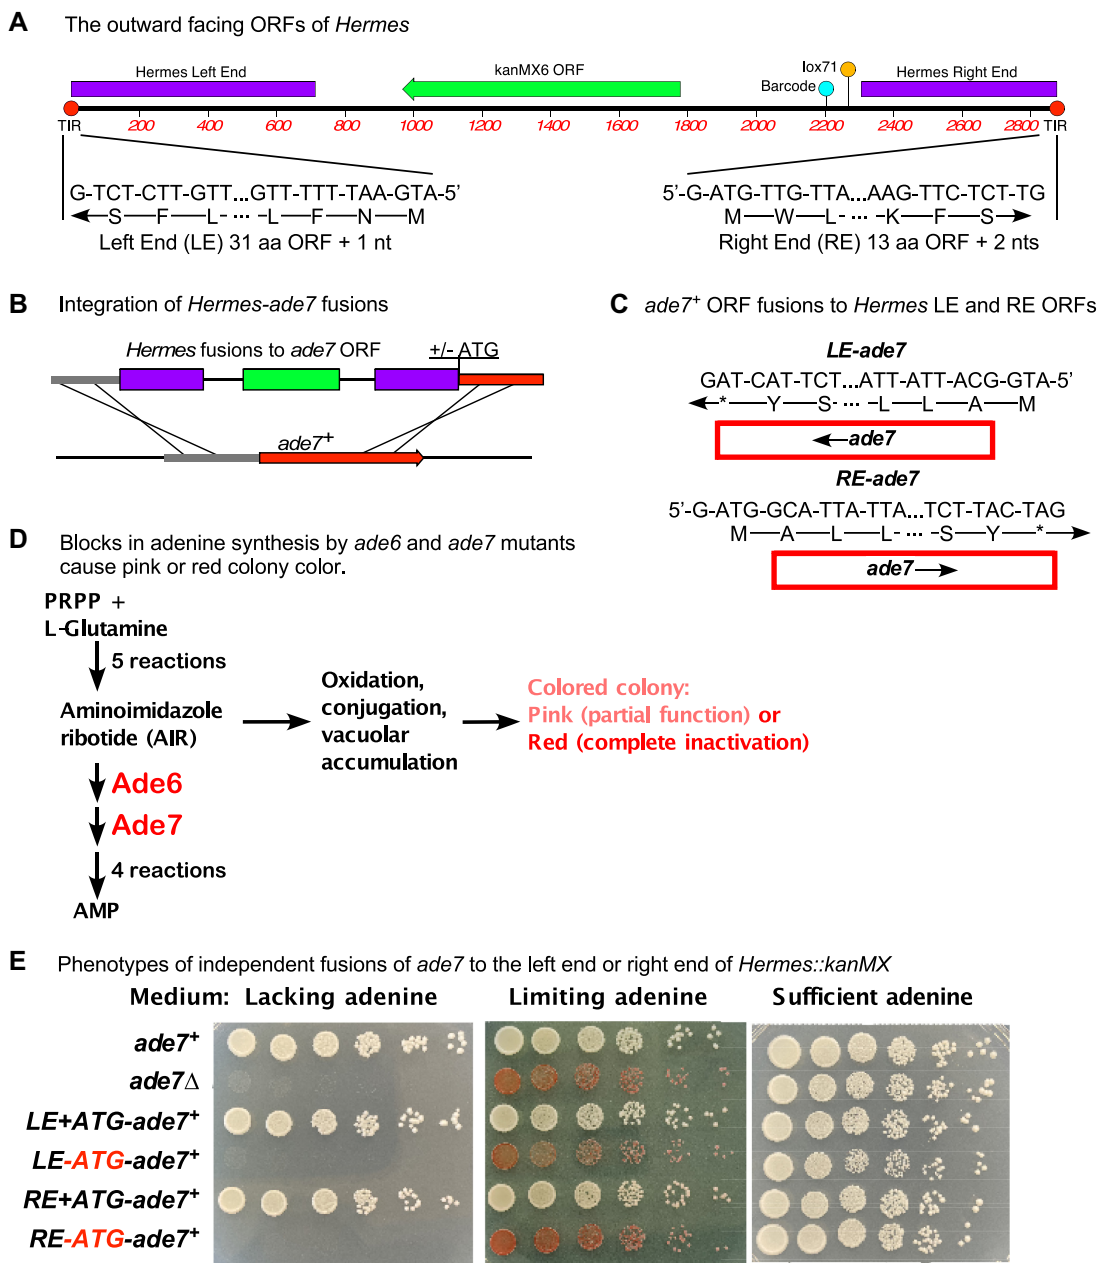 A The outward facing ORFs of Hermes
Hermes Left End
kanMX6 ORF
lox71
Barcode
Hermes Right End
TIR 200 400 600 800 1000 1200 1400 1600 1800 2000 2200 2400 2600 2800 TIR
G-TCT-CTT-GTT...GTT-TTT-TAA-GTA-5'
S—F—L- ··· -L—F—N—M
Left End (LE) 31 aa ORF + 1 nt
5'-G-ATG-TTG-TTA...AAG-TTC-TCT-TG
M—W—L- ··· -K—F—S
Right End (RE) 13 aa ORF + 2 nts
B Integration of Hermes-ade7 fusions
Hermes fusions to ade7 ORF
+/- ATG
ade7+
C ade7+ ORF fusions to Hermes LE and RE ORFs
LE-ade7
GAT-CAT-TCT...ATT-ATT-ACG-GTA-5'
*—Y—S- ··· -L—L—A—M
ade7
RE-ade7
5'-G-ATG-GCA-TTA-TTA...TCT-TAC-TAG
M—A—L—L- ··· -S—Y—*
ade7
D Blocks in adenine synthesis by ade6 and ade7 mutants
cause pink or red colony color.
PRPP +
L-Glutamine
5 reactions
Aminoimidazole
ribotide (AIR)
Oxidation,
conjugation,
vacuolar
accumulation
Colored colony:
Pink (partial function) or
Red (complete inactivation)
Ade6
Ade7
4 reactions
AMP
E Phenotypes of independent fusions of ade7 to the left end or right end of Hermes::kanMX
Medium: Lacking adenine Limiting adenine Sufficient adenine
ade7+
ade7Δ
LE+ATG-ade7+
LE-ATG-ade7+
RE+ATG-ade7+
RE-ATG-ade7+